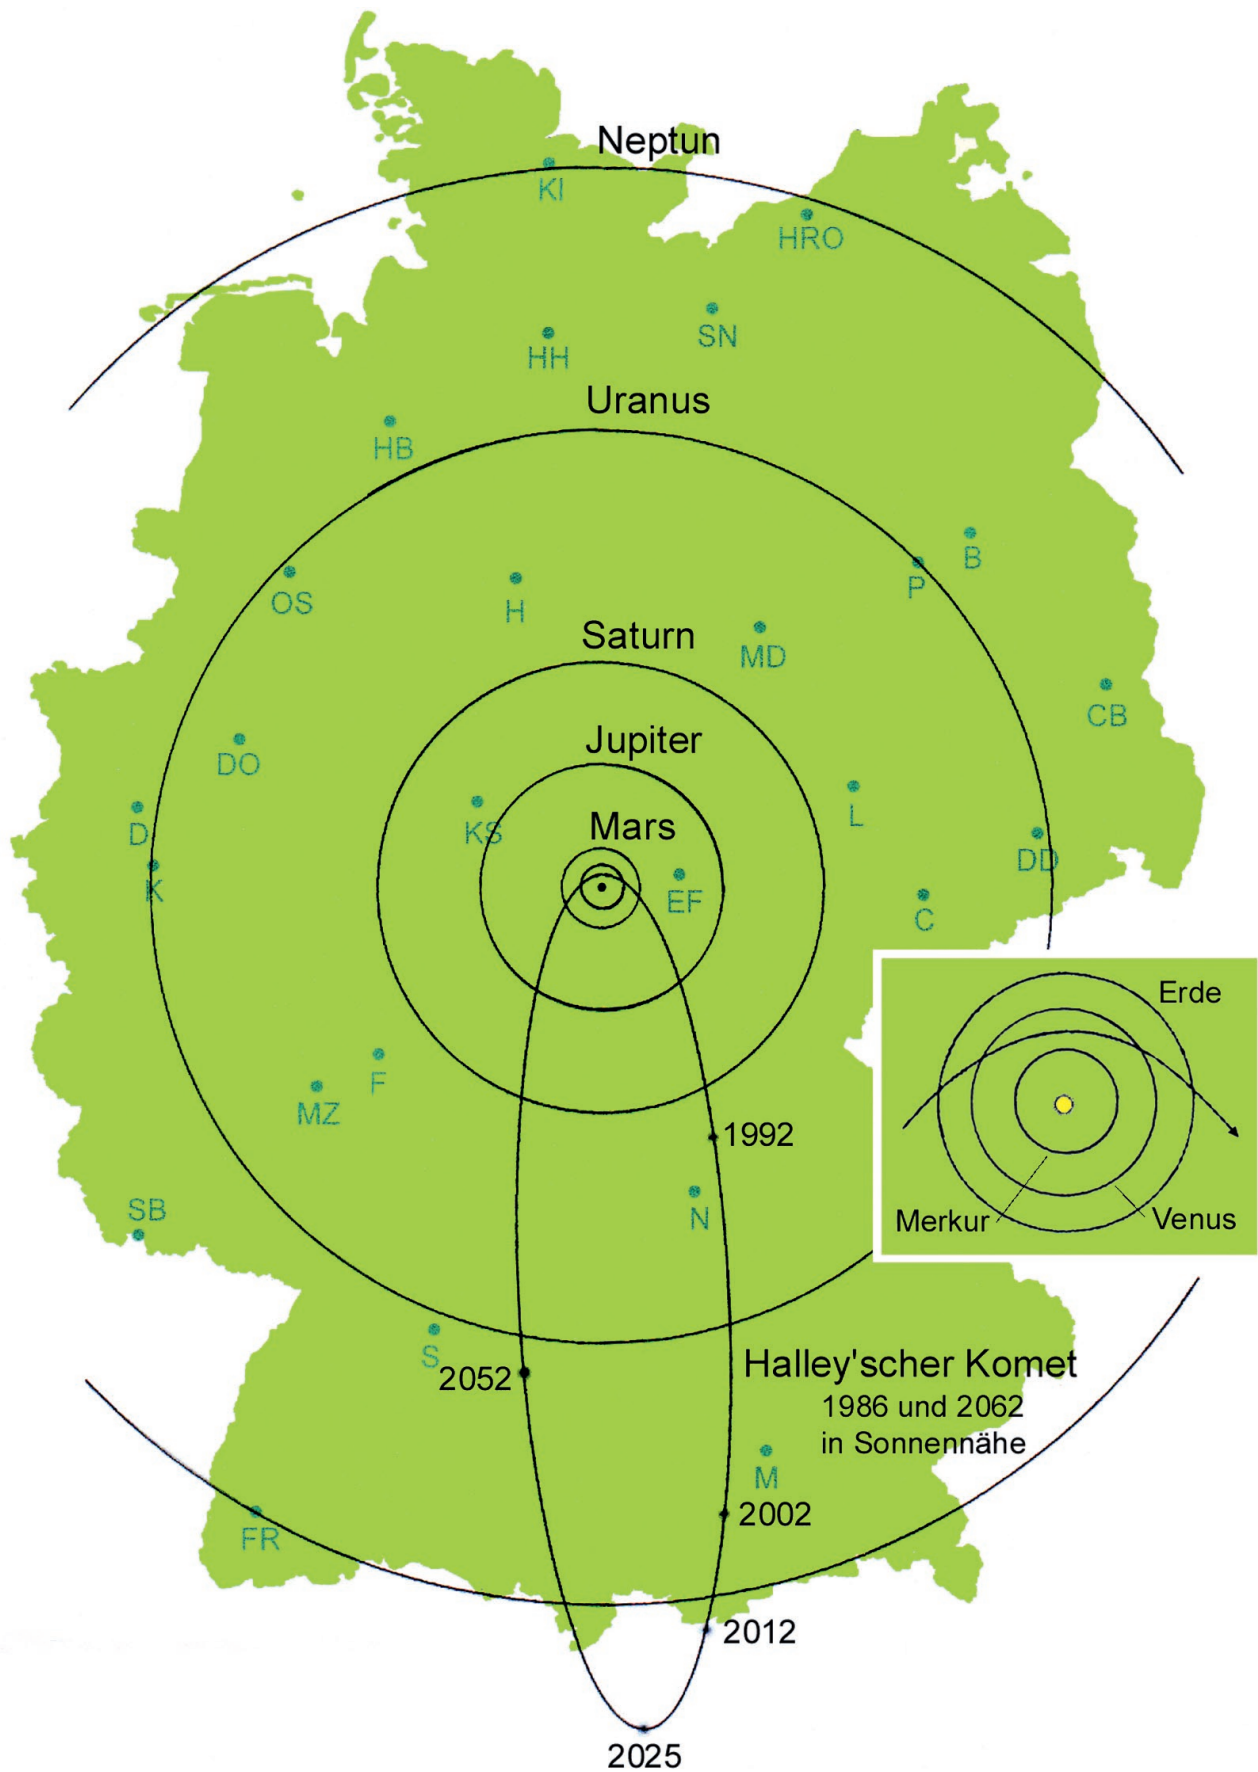 Neptun
KI
HRO
SN
HH
Uranus
HB
B
P
OS
H
Saturn
MD
CB
DO
Jupiter
L
D
KS
Mars
DD
K
EF
C
Erde
F
MZ
1992
SB
N
Merkur
Venus
S
2052
Halley'scher Komet
1986 und 2062
in Sonnennähe
M
2002
FR
2012
2025